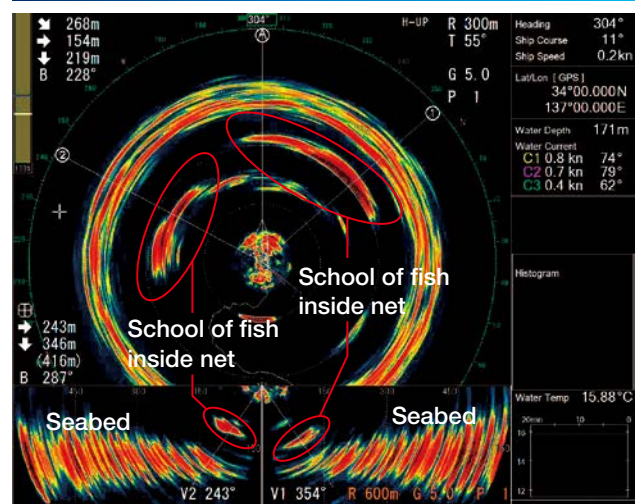 268m
154m
219m
B 228°
304°
A
H-UP
R 300m
T 55°
G 5.0
P 1
Heading 304°
Ship Course 11°
Ship Speed 0.2kn
Lat/Lon [GPS]
34°00.000N
137°00.000E
Water Depth 171m
Water Current
C1 0.8 kn 74°
C2 0.7 kn 79°
C3 0.4 kn 62°
1
2
Histogram
School of fish
inside net
School of fish
inside net
243m
346m
(416m)
B 287°
Seabed
Seabed
150
V2 243°
V1 354°
R 600m G 5.0 P 1
Water Temp 15.88°C
20min 10 0
16
14
12